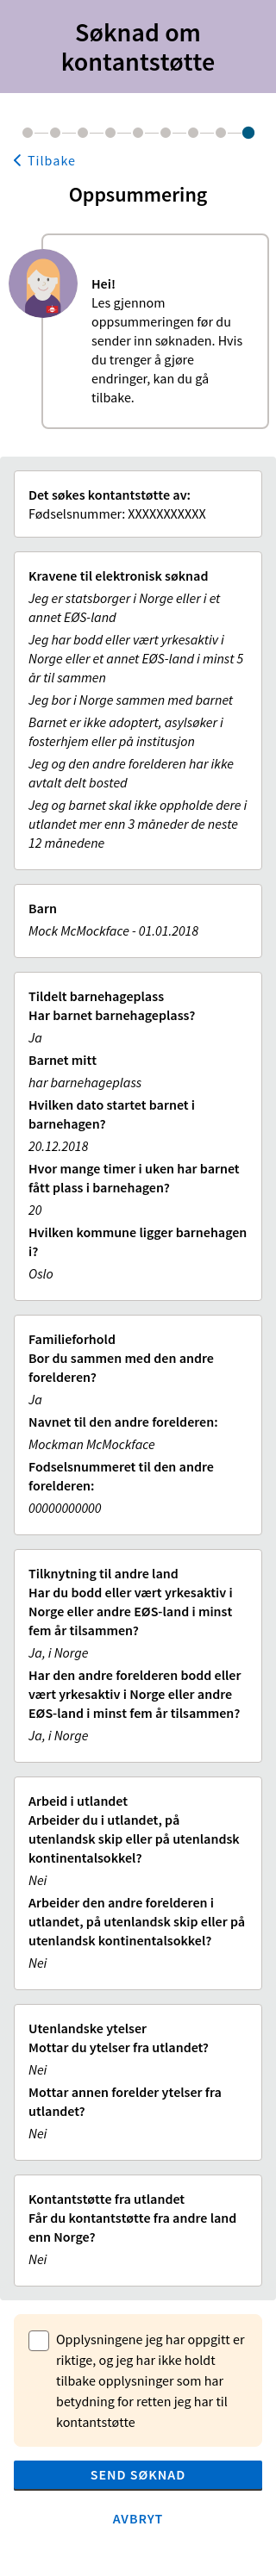 Søknad om
kontantstøtte
Tilbake
Oppsummering
Hei!
Les gjennom
oppsummeringen før du
sender inn søknaden. Hvis
du trenger å gjøre
endringer, kan du gå
tilbake.
Det søkes kontantstøtte av:
Fødselsnummer: XXXXXXXXXXX
Kravene til elektronisk søknad
Jeg er statsborger i Norge eller i et
annet EØS-land
Jeg har bodd eller vært yrkesaktiv i
Norge eller et annet EØS-land i minst 5
år til sammen
Jeg bor i Norge sammen med barnet
Barnet er ikke adoptert, asylsøker i
fosterhjem eller på institusjon
Jeg og den andre forelderen har ikke
avtalt delt bosted
Jeg og barnet skal ikke oppholde dere i
utlandet mer enn 3 måneder de neste
12 månedene
Barn
Mock McMockface - 01.01.2018
Tildelt barnehageplass
Har barnet barnehageplass?
Ja
Barnet mitt
har barnehageplass
Hvilken dato startet barnet i
barnehagen?
20.12.2018
Hvor mange timer i uken har barnet
fått plass i barnehagen?
20
Hvilken kommune ligger barnehagen
i?
Oslo
Familieforhold
Bor du sammen med den andre
forelderen?
Ja
Navnet til den andre forelderen:
Mockman McMockface
Fodselsnummeret til den andre
forelderen:
00000000000
Tilknytning til andre land
Har du bodd eller vært yrkesaktiv i
Norge eller andre EØS-land i minst
fem år tilsammen?
Ja, i Norge
Har den andre forelderen bodd eller
vært yrkesaktiv i Norge eller andre
EØS-land i minst fem år tilsammen?
Ja, i Norge
Arbeid i utlandet
Arbeider du i utlandet, på
utenlandsk skip eller på utenlandsk
kontinentalsokkel?
Nei
Arbeider den andre forelderen i
utlandet, på utenlandsk skip eller på
utenlandsk kontinentalsokkel?
Nei
Utenlandske ytelser
Mottar du ytelser fra utlandet?
Nei
Mottar annen forelder ytelser fra
utlandet?
Nei
Kontantstøtte fra utlandet
Får du kontantstøtte fra andre land
enn Norge?
Nei
Opplysningene jeg har oppgitt er
riktige, og jeg har ikke holdt
tilbake opplysninger som har
betydning for retten jeg har til
kontantstøtte
SEND SØKNAD
AVBRYT